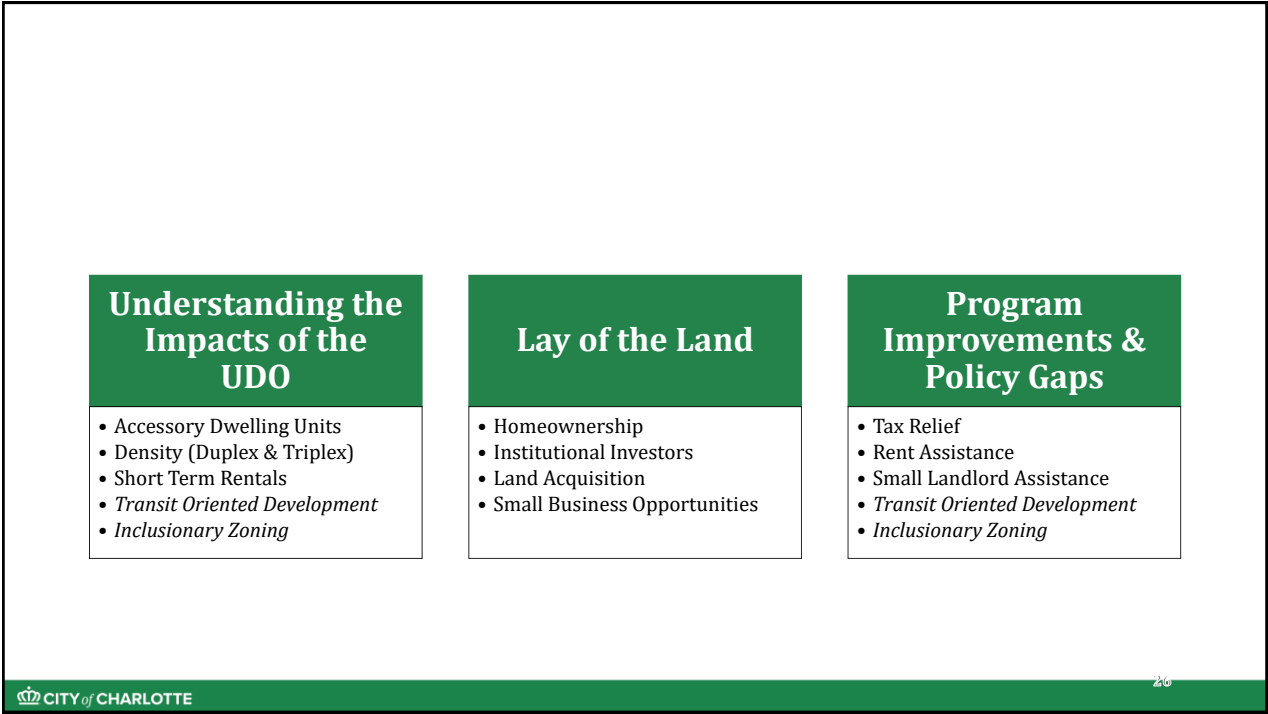 Understanding the
Impacts of the
UDO
• Accessory Dwelling Units
• Density (Duplex & Triplex)
• Short Term Rentals
• Transit Oriented Development
• Inclusionary Zoning
Lay of the Land
• Homeownership
• Institutional Investors
• Land Acquisition
• Small Business Opportunities
Program
Improvements &
Policy Gaps
• Tax Relief
• Rent Assistance
• Small Landlord Assistance
• Transit Oriented Development
• Inclusionary Zoning
26
CITY of CHARLOTTE